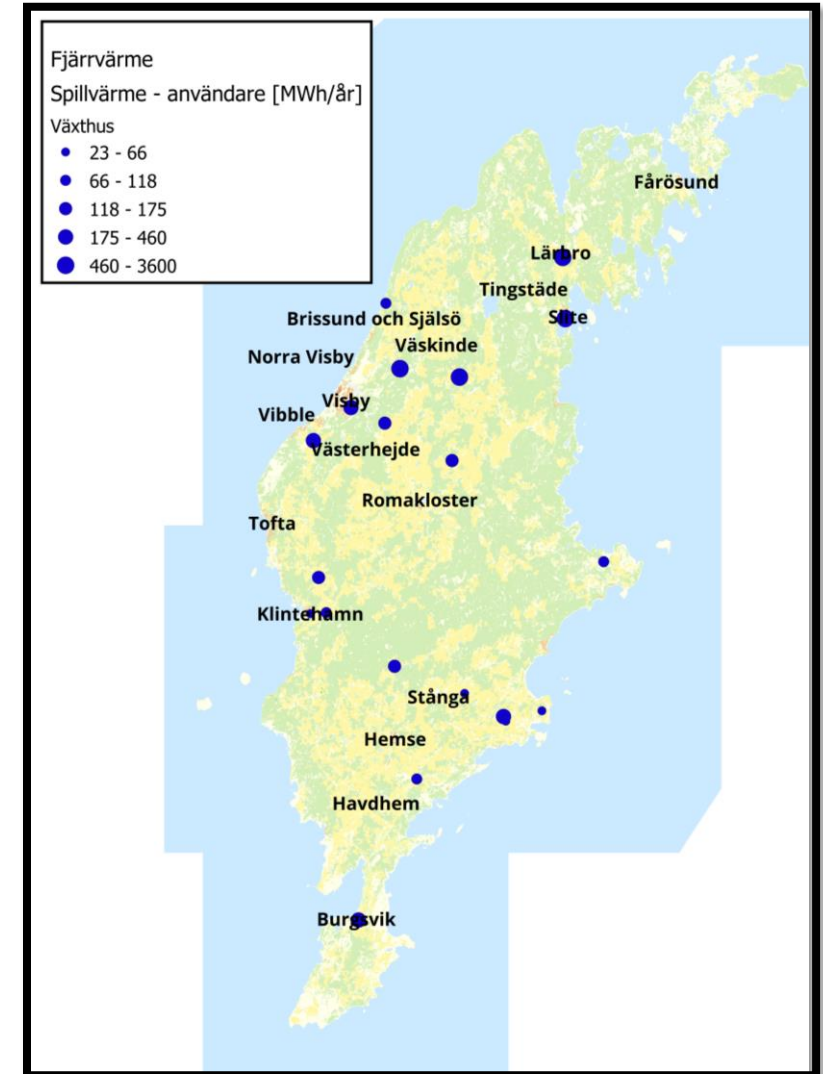 Fjärrvärme
Spillvärme - användare [MWh/år]
Växthus
23 - 66
66 - 118
118 - 175
175 - 460
460 - 3600
Fårösund
Lärbro
Tingstäde
Slite
Brissund och Själsö
Väskinde
Norra Visby
Visby
Vibble
Västerhejde
Romakloster
Tofta
Klintehamn
Stånga
Hemse
Havdhem
Burgsvik